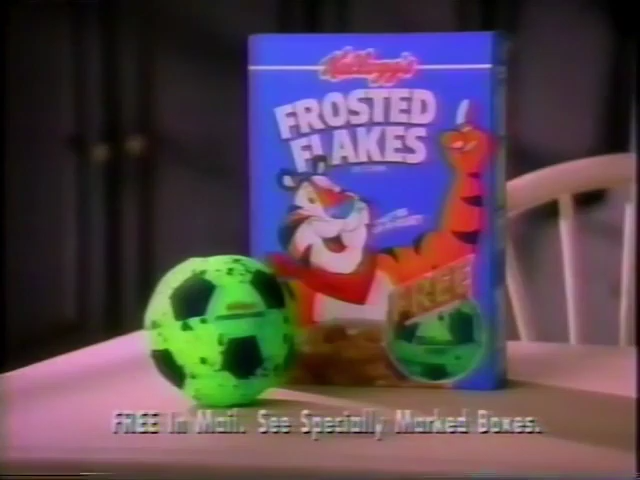 Kellogg's
FROSTED
FLAKES
FREE
FREE In Mail. See Specially Marked Boxes.